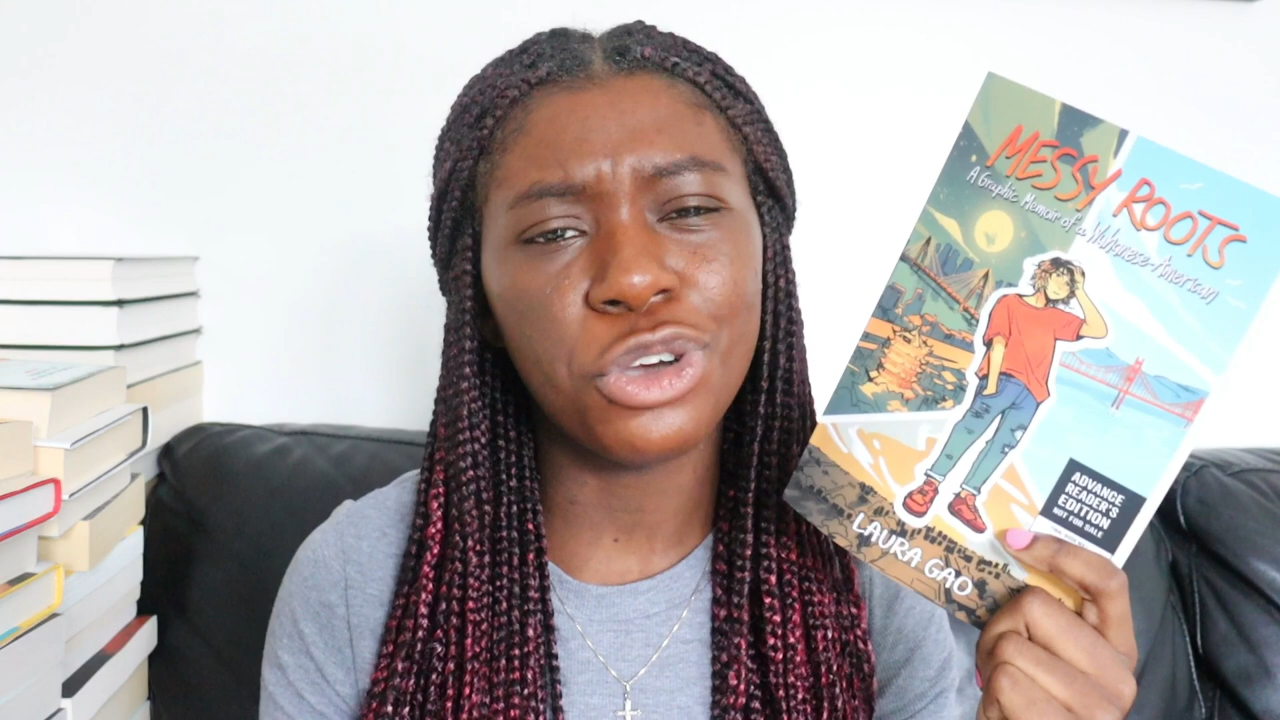 MESSY ROOTS
A Graphic Memoir of a Wuhanese-American
ADVANCE
READER'S
EDITION
NOT FOR SALE
LAURA GAO